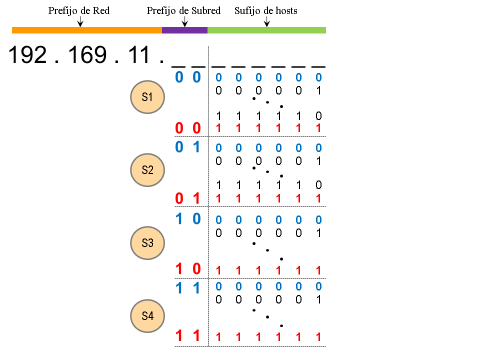 Prefijo de Red Prefijo de Subred Sufijo de hosts
192 . 169 . 11 . _ _ _ _ _ _ _ _
0 0 0 0 0 0 0 0
0 0 0 0 0 1
S1
1 1 1 1 1 0
0 0 1 1 1 1 1 1
0 1 0 0 0 0 0 0
0 0 0 0 0 1
S2
1 1 1 1 1 0
0 1 1 1 1 1 1 1
1 0 0 0 0 0 0 0
0 0 0 0 0 1
S3
1 0 1 1 1 1 1 1
1 1 0 0 0 0 0 0
0 0 0 0 0 1
S4
1 1 1 1 1 1 1 1